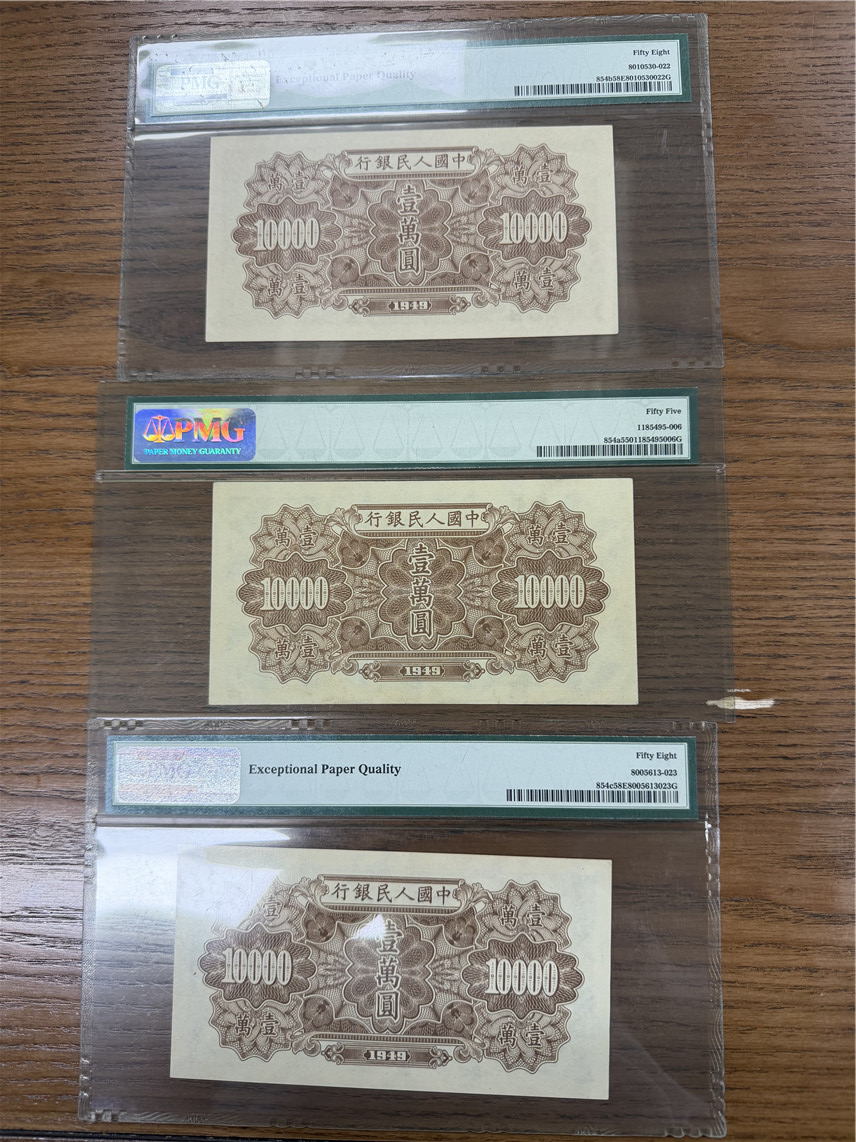 PMG
Exceptional Paper Quality
Fifty Eight
8010530-022
854b58E8010530022G
行銀民人國中
萬壹
萬壹
壹萬圓
10000
10000
萬壹
萬壹
1949
PMG
PAPER MONEY GUARANTY
Fifty Five
1185495-006
854a5501185495006G
行銀民人國中
萬壹
萬壹
壹萬圓
10000
10000
萬壹
萬壹
1949
PMG
Exceptional Paper Quality
Fifty Eight
8005613-023
854c58E8005613023G
行銀民人國中
壹
萬壹
壹萬圓
10000
10000
萬壹
萬壹
1949